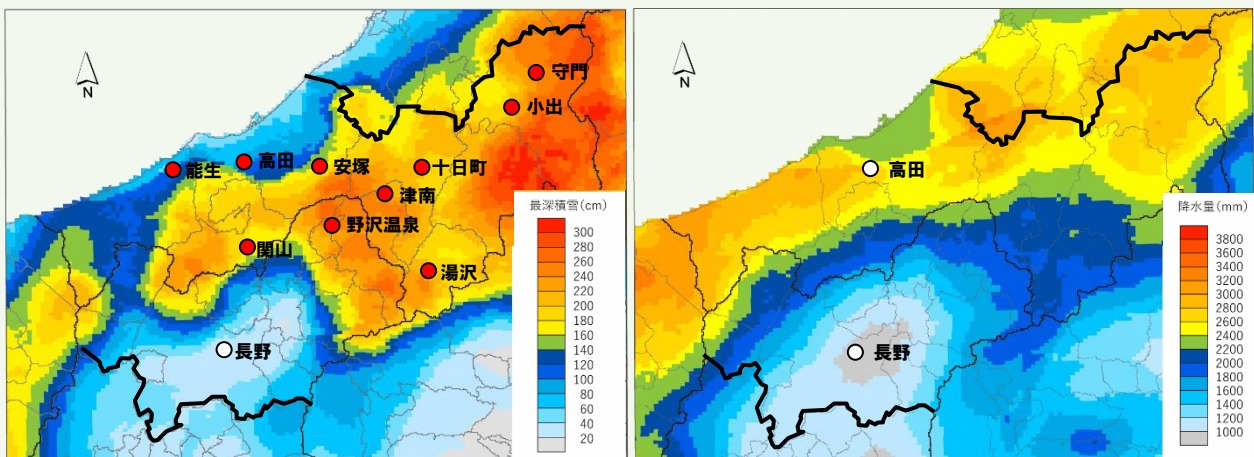 N
守門
小出
能生
高田
安塚
十日町
津南
野沢温泉
関山
湯沢
長野
最深積雪(cm)
300
280
260
240
220
200
180
160
140
120
100
80
60
40
20
N
高田
長野
降水量(mm)
3800
3600
3400
3200
3000
2800
2600
2400
2200
2000
1800
1600
1400
1200
1000